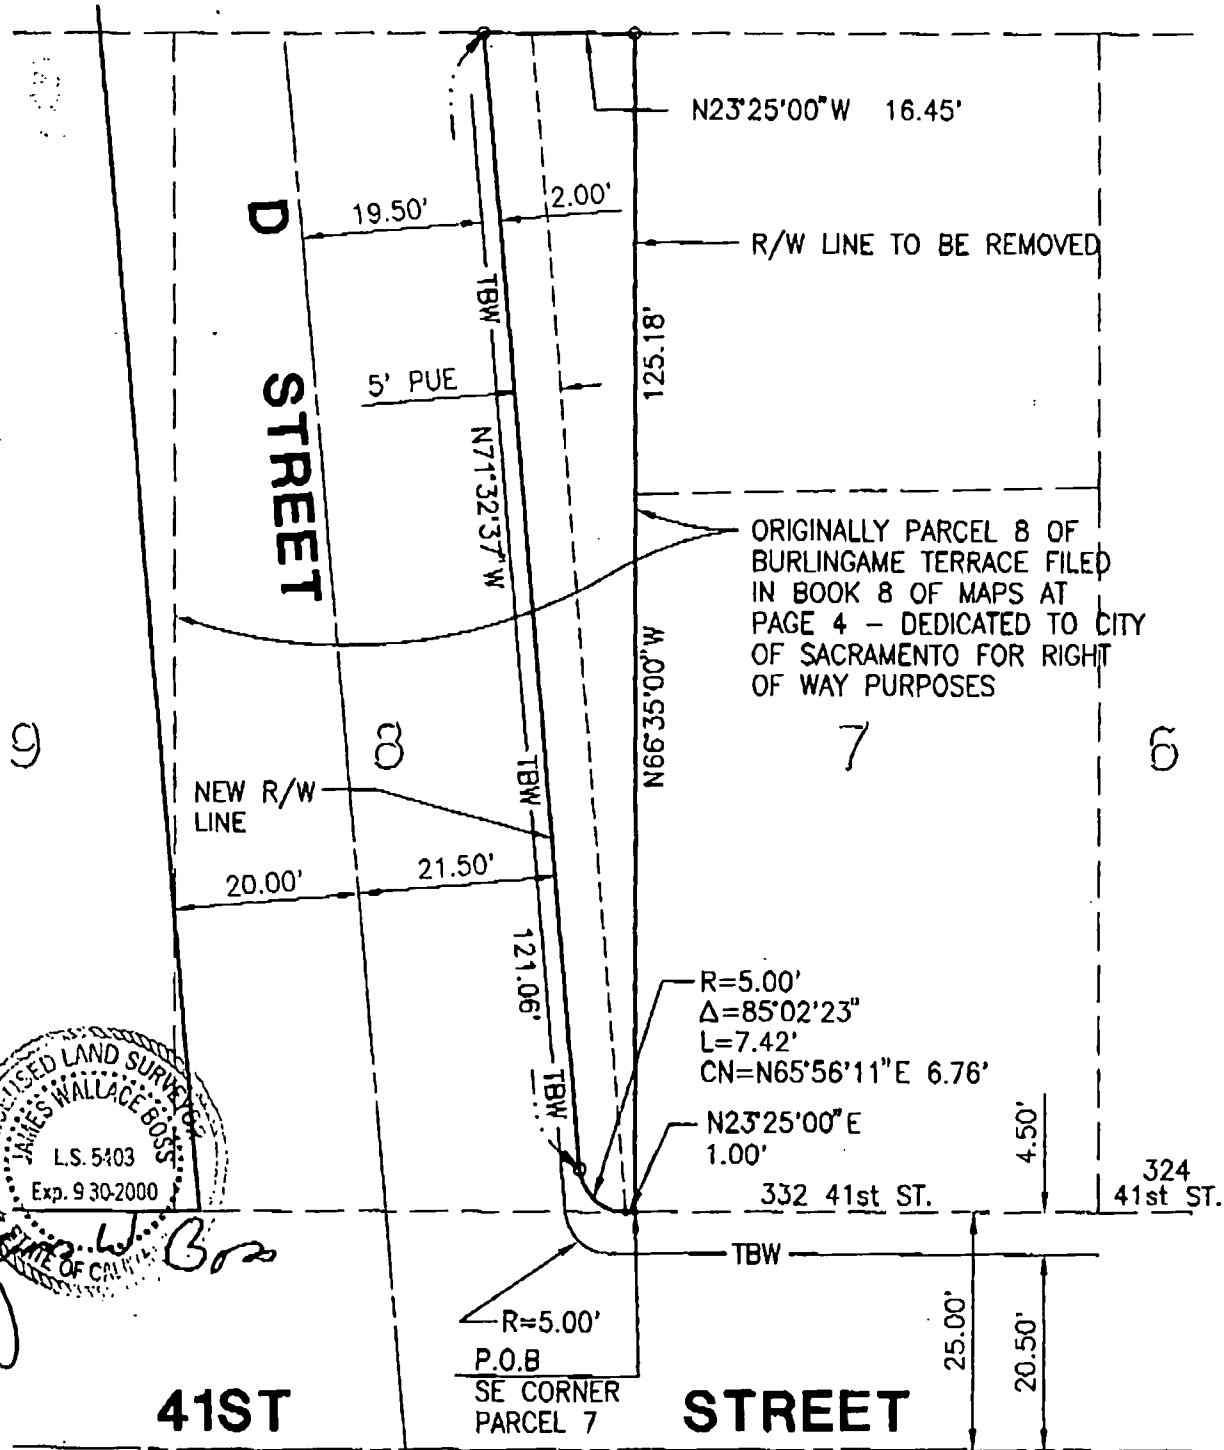 N23°25'00"W 16.45'
19.50'
2.00'
D STREET
R/W LINE TO BE REMOVED
TBW
125.18'
5' PUE
N71°32'37"W
ORIGINALLY PARCEL 8 OF
BURLINGAME TERRACE FILED
IN BOOK 8 OF MAPS AT
PAGE 4 – DEDICATED TO CITY
OF SACRAMENTO FOR RIGHT
OF WAY PURPOSES
N66°35'00"W
9
8
7
6
NEW R/W
LINE
TBW
20.00'
21.50'
121.06'
R=5.00'
Δ=85°02'23"
L=7.42'
CN=N65°56'11"E 6.76'
TBW
N23°25'00"E
1.00'
4.50'
332 41st ST.
324
41st ST.
LAND SURVEYOR
JAMES WALLACE BOSS
L.S. 5403
Exp. 9-30-2000
STATE OF
TBW
R=5.00'
25.00'
20.50'
P.O.B
SE CORNER
PARCEL 7
41ST STREET